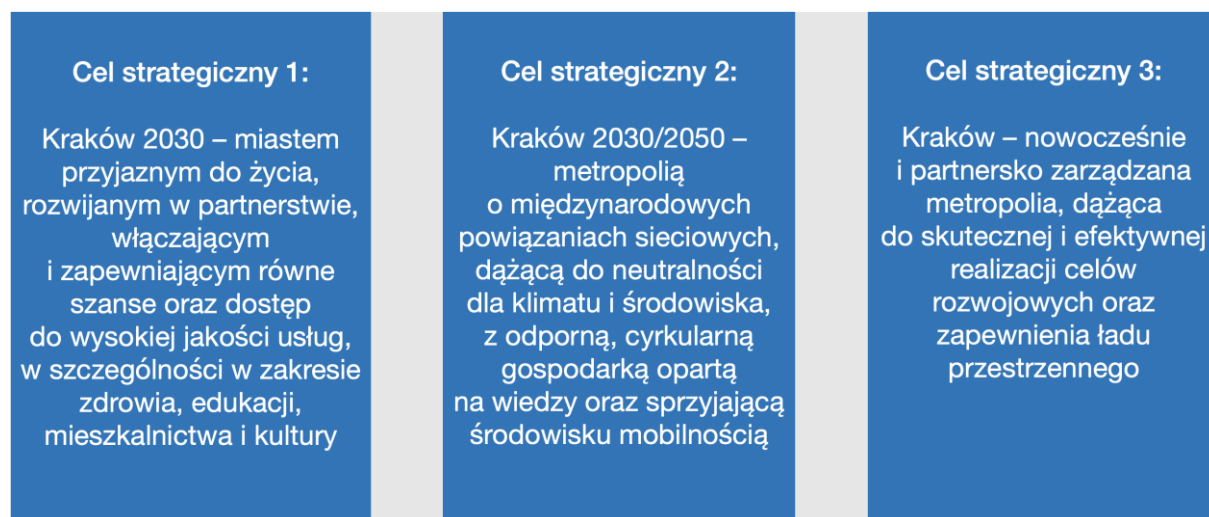 Cel strategiczny 1:
Kraków 2030 – miastem
przyjaznym do życia,
rozwijanym w partnerstwie,
włączającym
i zapewniającym równe
szanse oraz dostęp
do wysokiej jakości usług,
w szczególności w zakresie
zdrowia, edukacji,
mieszkalnictwa i kultury
Cel strategiczny 2:
Kraków 2030/2050 –
metropolią
o międzynarodowych
powiązaniach sieciowych,
dążącą do neutralności
dla klimatu i środowiska,
z odporną, cyrkularną
gospodarką opartą
na wiedzy oraz sprzyjającą
środowisku mobilnością
Cel strategiczny 3:
Kraków – nowocześnie
i partnersko zarządzana
metropolia, dążąca
do skutecznej i efektywnej
realizacji celów
rozwojowych oraz
zapewnienia ładu
przestrzennego